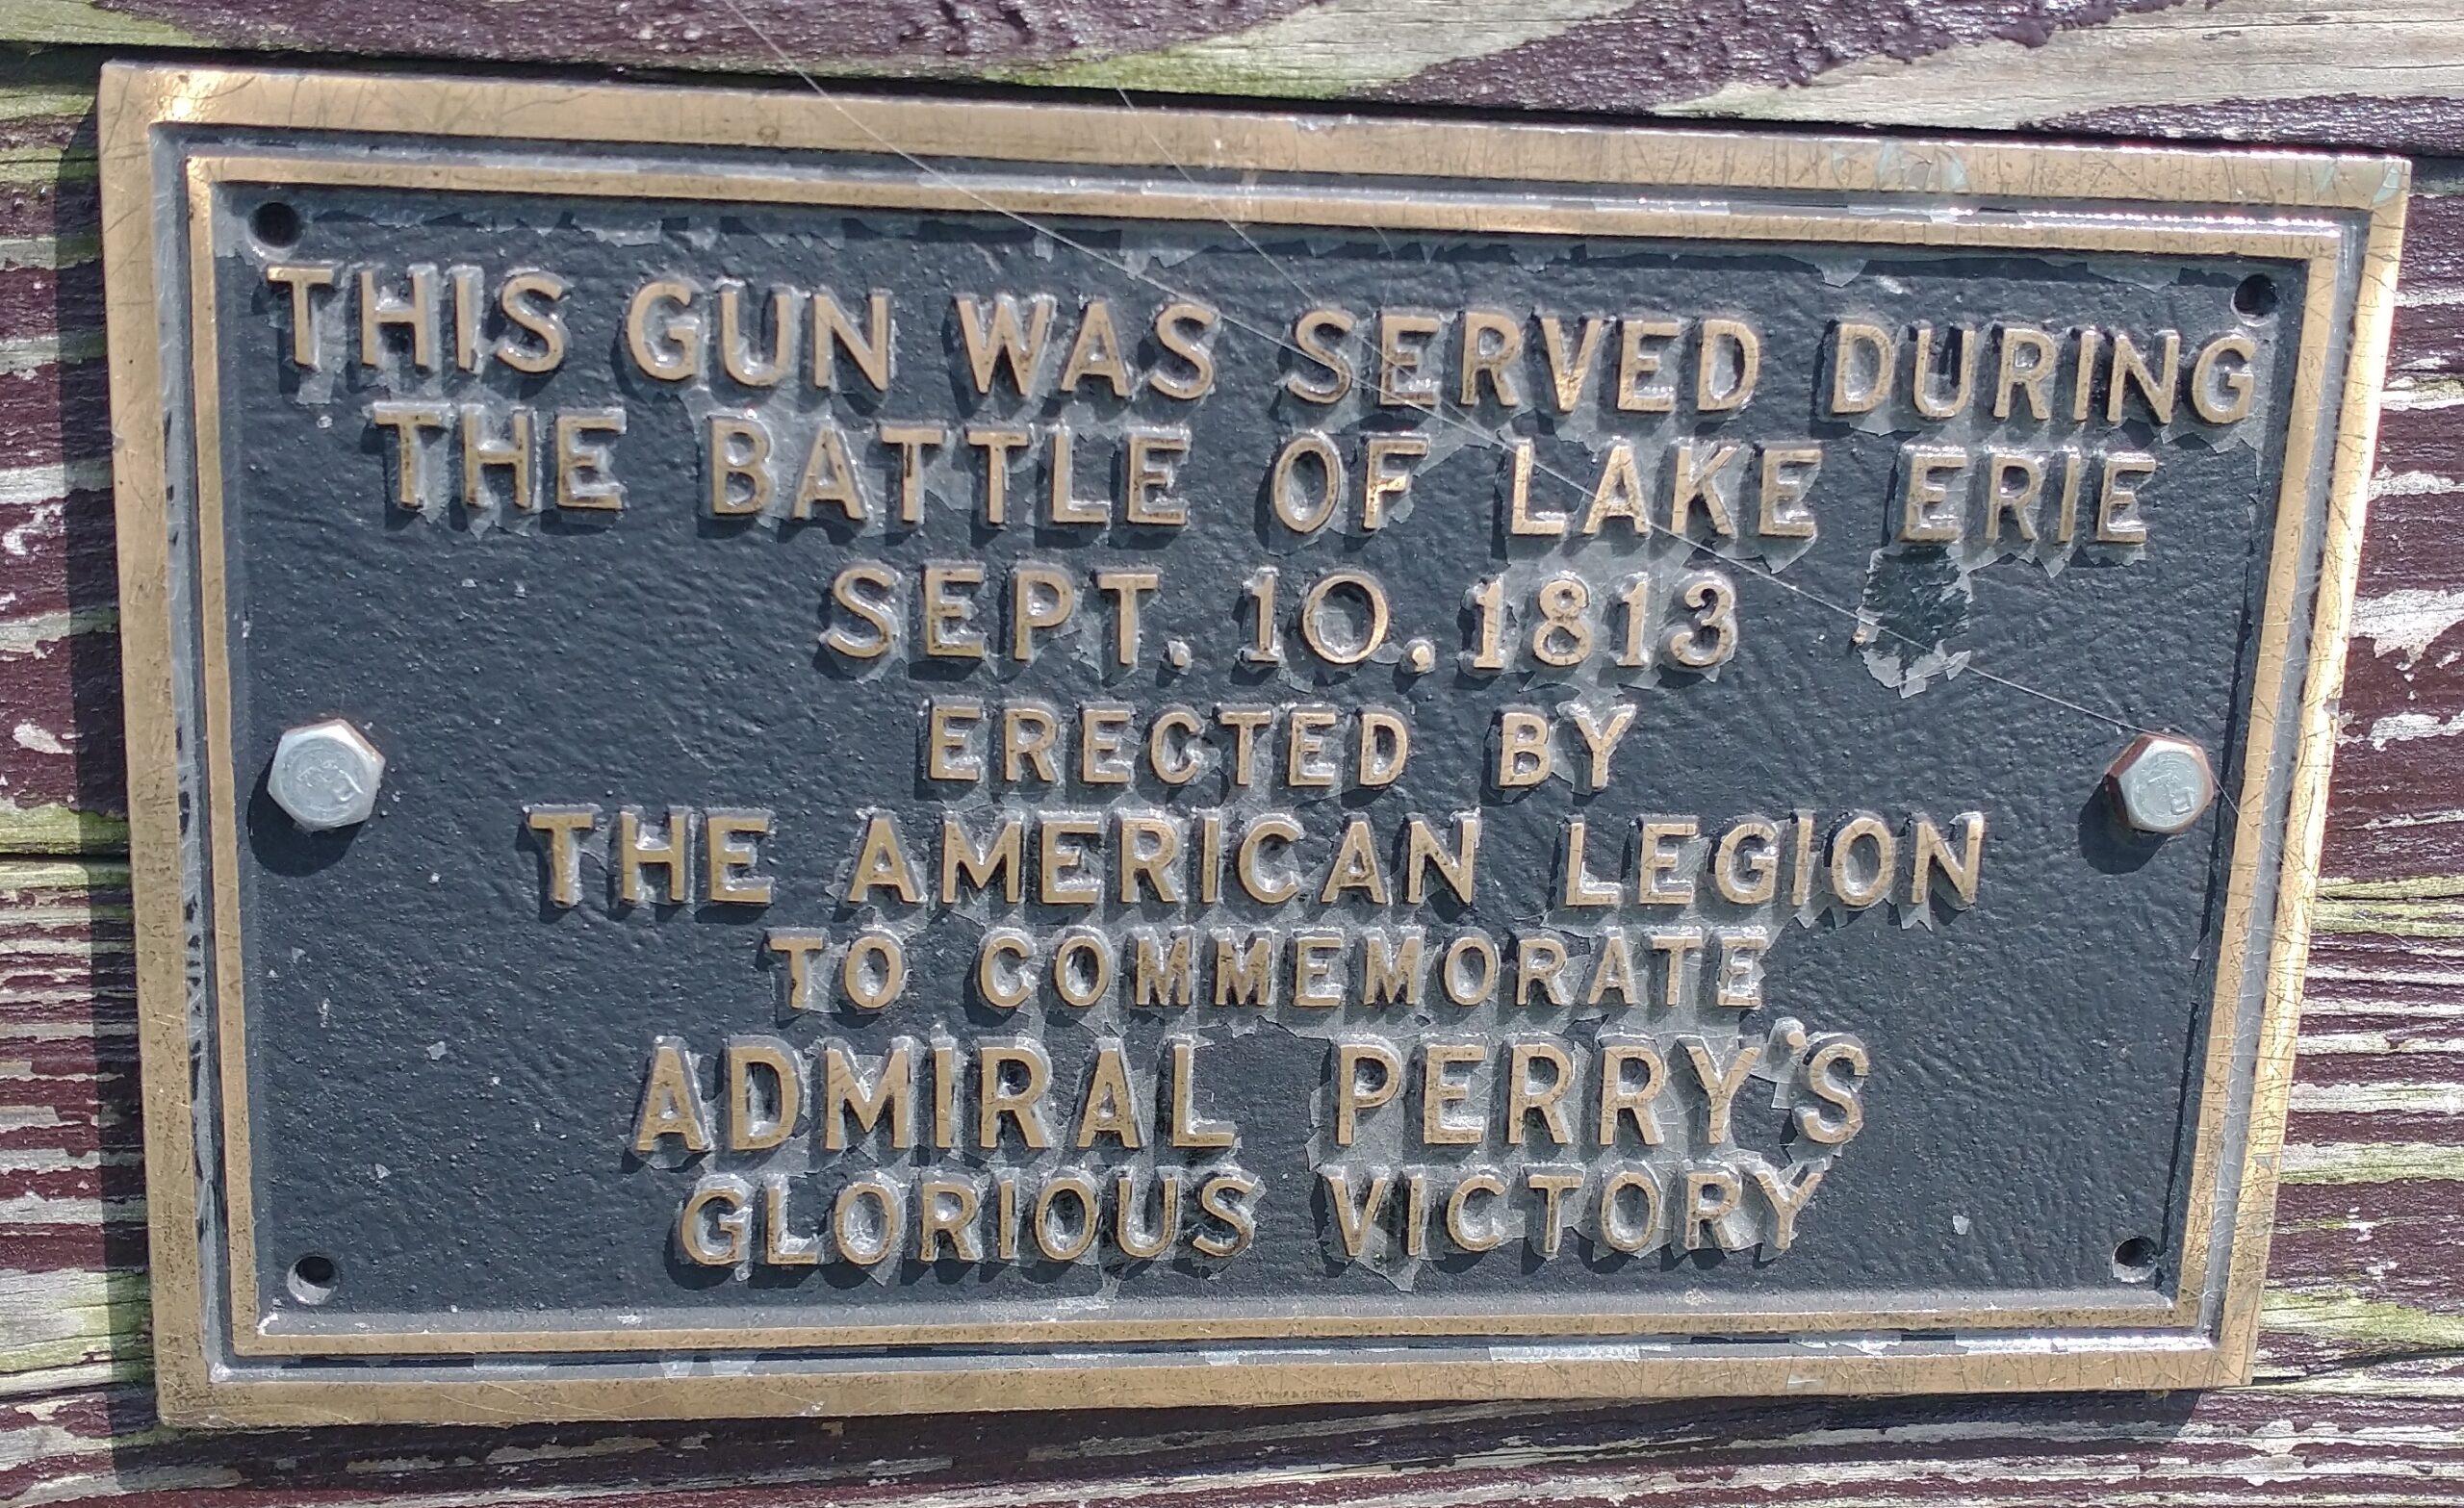 THIS GUN WAS SERVED DURING
THE BATTLE OF LAKE ERIE
SEPT. 10. 1813
ERECTED BY
THE AMERICAN LEGION
TO COMMEMORATE
ADMIRAL PERRY'S
GLORIOUS VICTORY